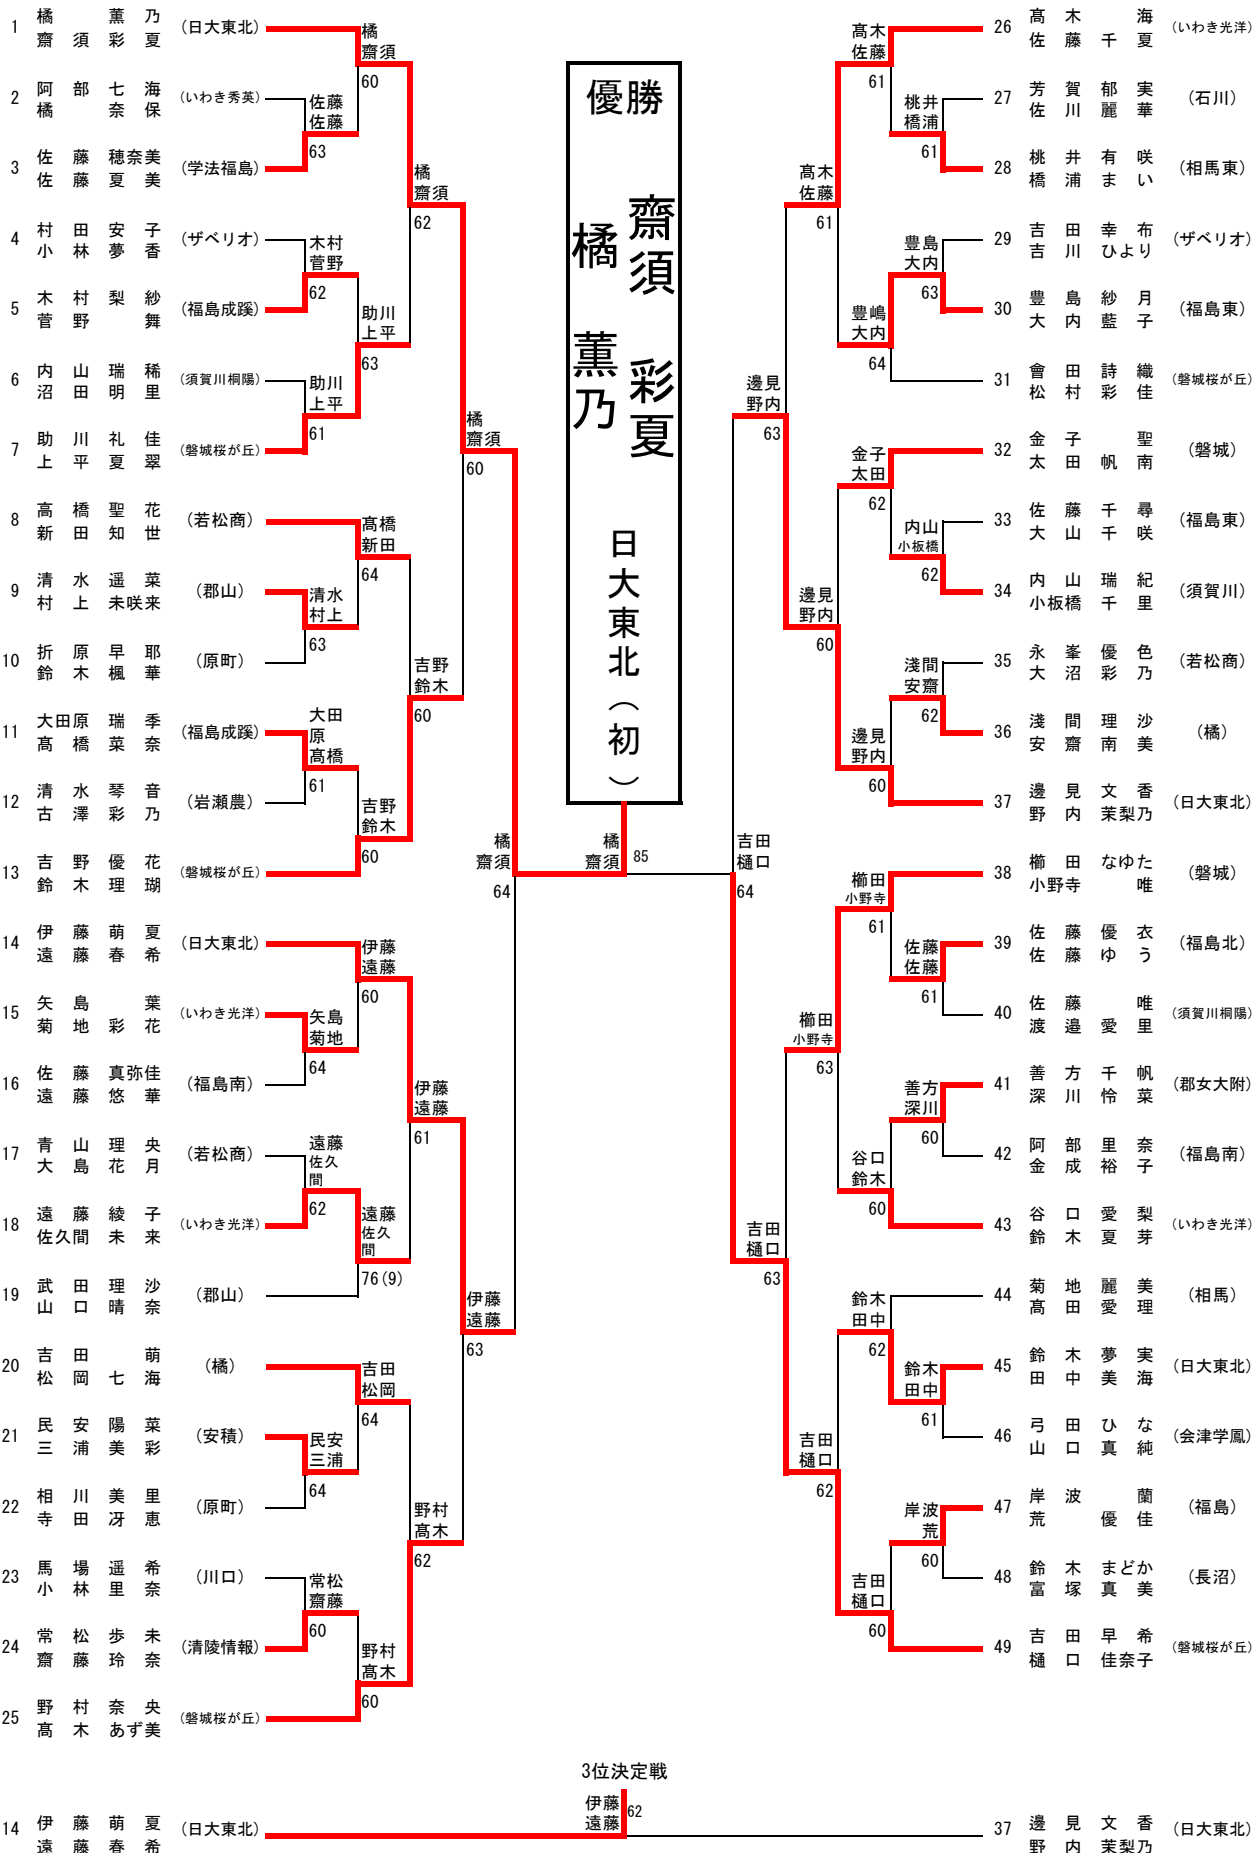 1 橘 薫乃 (日大東北)
齋須彩夏
2 阿部七海 (いわき秀英)
橘 奈保
3 佐藤穂奈美 (学法福島)
佐藤夏美
4 村田安子 (ザベリオ)
小林夢香
5 木村梨紗 (福島成蹊)
菅野 舞
6 内山瑞稀 (須賀川桐陽)
沼田明里
7 助川礼佳 (磐城桜が丘)
上平夏翠
8 高橋聖花 (若松商)
新田知世
9 清水遥菜 (郡山)
村上未咲来
10 折原早耶 (原町)
鈴木楓華
11 大田原瑞季 (福島成蹊)
髙橋菜奈
12 清水琴音 (岩瀬農)
古澤彩乃
13 吉野優花 (磐城桜が丘)
鈴木理瑚
14 伊藤萌夏 (日大東北)
遠藤春希
15 矢島 葉 (いわき光洋)
菊地彩花
16 佐藤真弥佳 (福島南)
遠藤悠華
17 青山理央 (若松商)
大島花月
18 遠藤綾子 (いわき光洋)
佐久間未来
19 武田理沙 (郡山)
山口晴奈
20 吉田 萌 (橘)
松岡七海
21 民安陽菜 (安積)
三浦美彩
22 相川美里 (原町)
寺田冴恵
23 馬場遥希 (川口)
小林里奈
24 常松歩未 (清陵情報)
齋藤玲奈
25 野村奈央 (磐城桜が丘)
髙木あず美
橘
齋須
60
佐藤
佐藤
63
橘
齋須
62
木村
菅野
62
助川
上平
63
助川
上平
61
橘
齋須
60
髙橋
新田
64
清水
村上
63
吉野
鈴木
60
大田
原
髙橋
61
吉野
鈴木
60
橘
齋須
64
伊藤
遠藤
60
矢島
菊地
64
伊藤
遠藤
61
遠藤
佐久
間
62
遠藤
佐久
間
76(9)
伊藤
遠藤
63
吉田
松岡
64
民安
三浦
64
野村
髙木
62
常松
齋藤
60
野村
髙木
60
優勝
齋須 彩夏
橘 薫乃
日大東北(初)
橘
齋須
85
髙木
佐藤
61
桃井
橋浦
61
髙木
佐藤
61
豊島
大内
63
豊嶋
大内
64
邊見
野内
63
金子
太田
62
内山
小板橋
62
邊見
野内
60
淺間
安齋
62
邊見
野内
60
吉田
樋口
64
櫛田
小野寺
61
佐藤
佐藤
61
櫛田
小野寺
63
善方
深川
60
谷口
鈴木
60
吉田
樋口
63
鈴木
田中
62
鈴木
田中
61
吉田
樋口
62
岸波
荒
60
吉田
樋口
60
26 髙木 海 (いわき光洋)
佐藤千夏
27 芳賀郁実 (石川)
佐川麗華
28 桃井有咲 (相馬東)
橋浦まい
29 吉田幸布 (ザベリオ)
吉川ひより
30 豊島紗月 (福島東)
大内藍子
31 會田詩織 (磐城桜が丘)
松村彩佳
32 金子 聖 (磐城)
太田帆南
33 佐藤千尋 (福島東)
大山千咲
34 内山瑞紀 (須賀川)
小板橋千里
35 永峯優色 (若松商)
大沼彩乃
36 淺間理沙 (橘)
安齋南美
37 邊見文香 (日大東北)
野内茉梨乃
38 櫛田なゆた (磐城)
小野寺 唯
39 佐藤優衣 (福島北)
佐藤ゆう
40 佐藤 唯 (須賀川桐陽)
渡邉愛里
41 善方千帆 (郡女大附)
深川怜菜
42 阿部里奈 (福島南)
金成裕子
43 谷口愛梨 (いわき光洋)
鈴木夏芽
44 菊地麗美 (相馬)
髙田愛理
45 鈴木夢実 (日大東北)
田中美海
46 弓田ひな (会津学鳳)
山口真純
47 岸波 蘭 (福島)
荒 優佳
48 鈴木まどか (長沼)
富塚真美
49 吉田早希 (磐城桜が丘)
樋口佳奈子
3位決定戦
14 伊藤萌夏 (日大東北)
遠藤春希
伊藤
遠藤
62
37 邊見文香 (日大東北)
野内茉梨乃